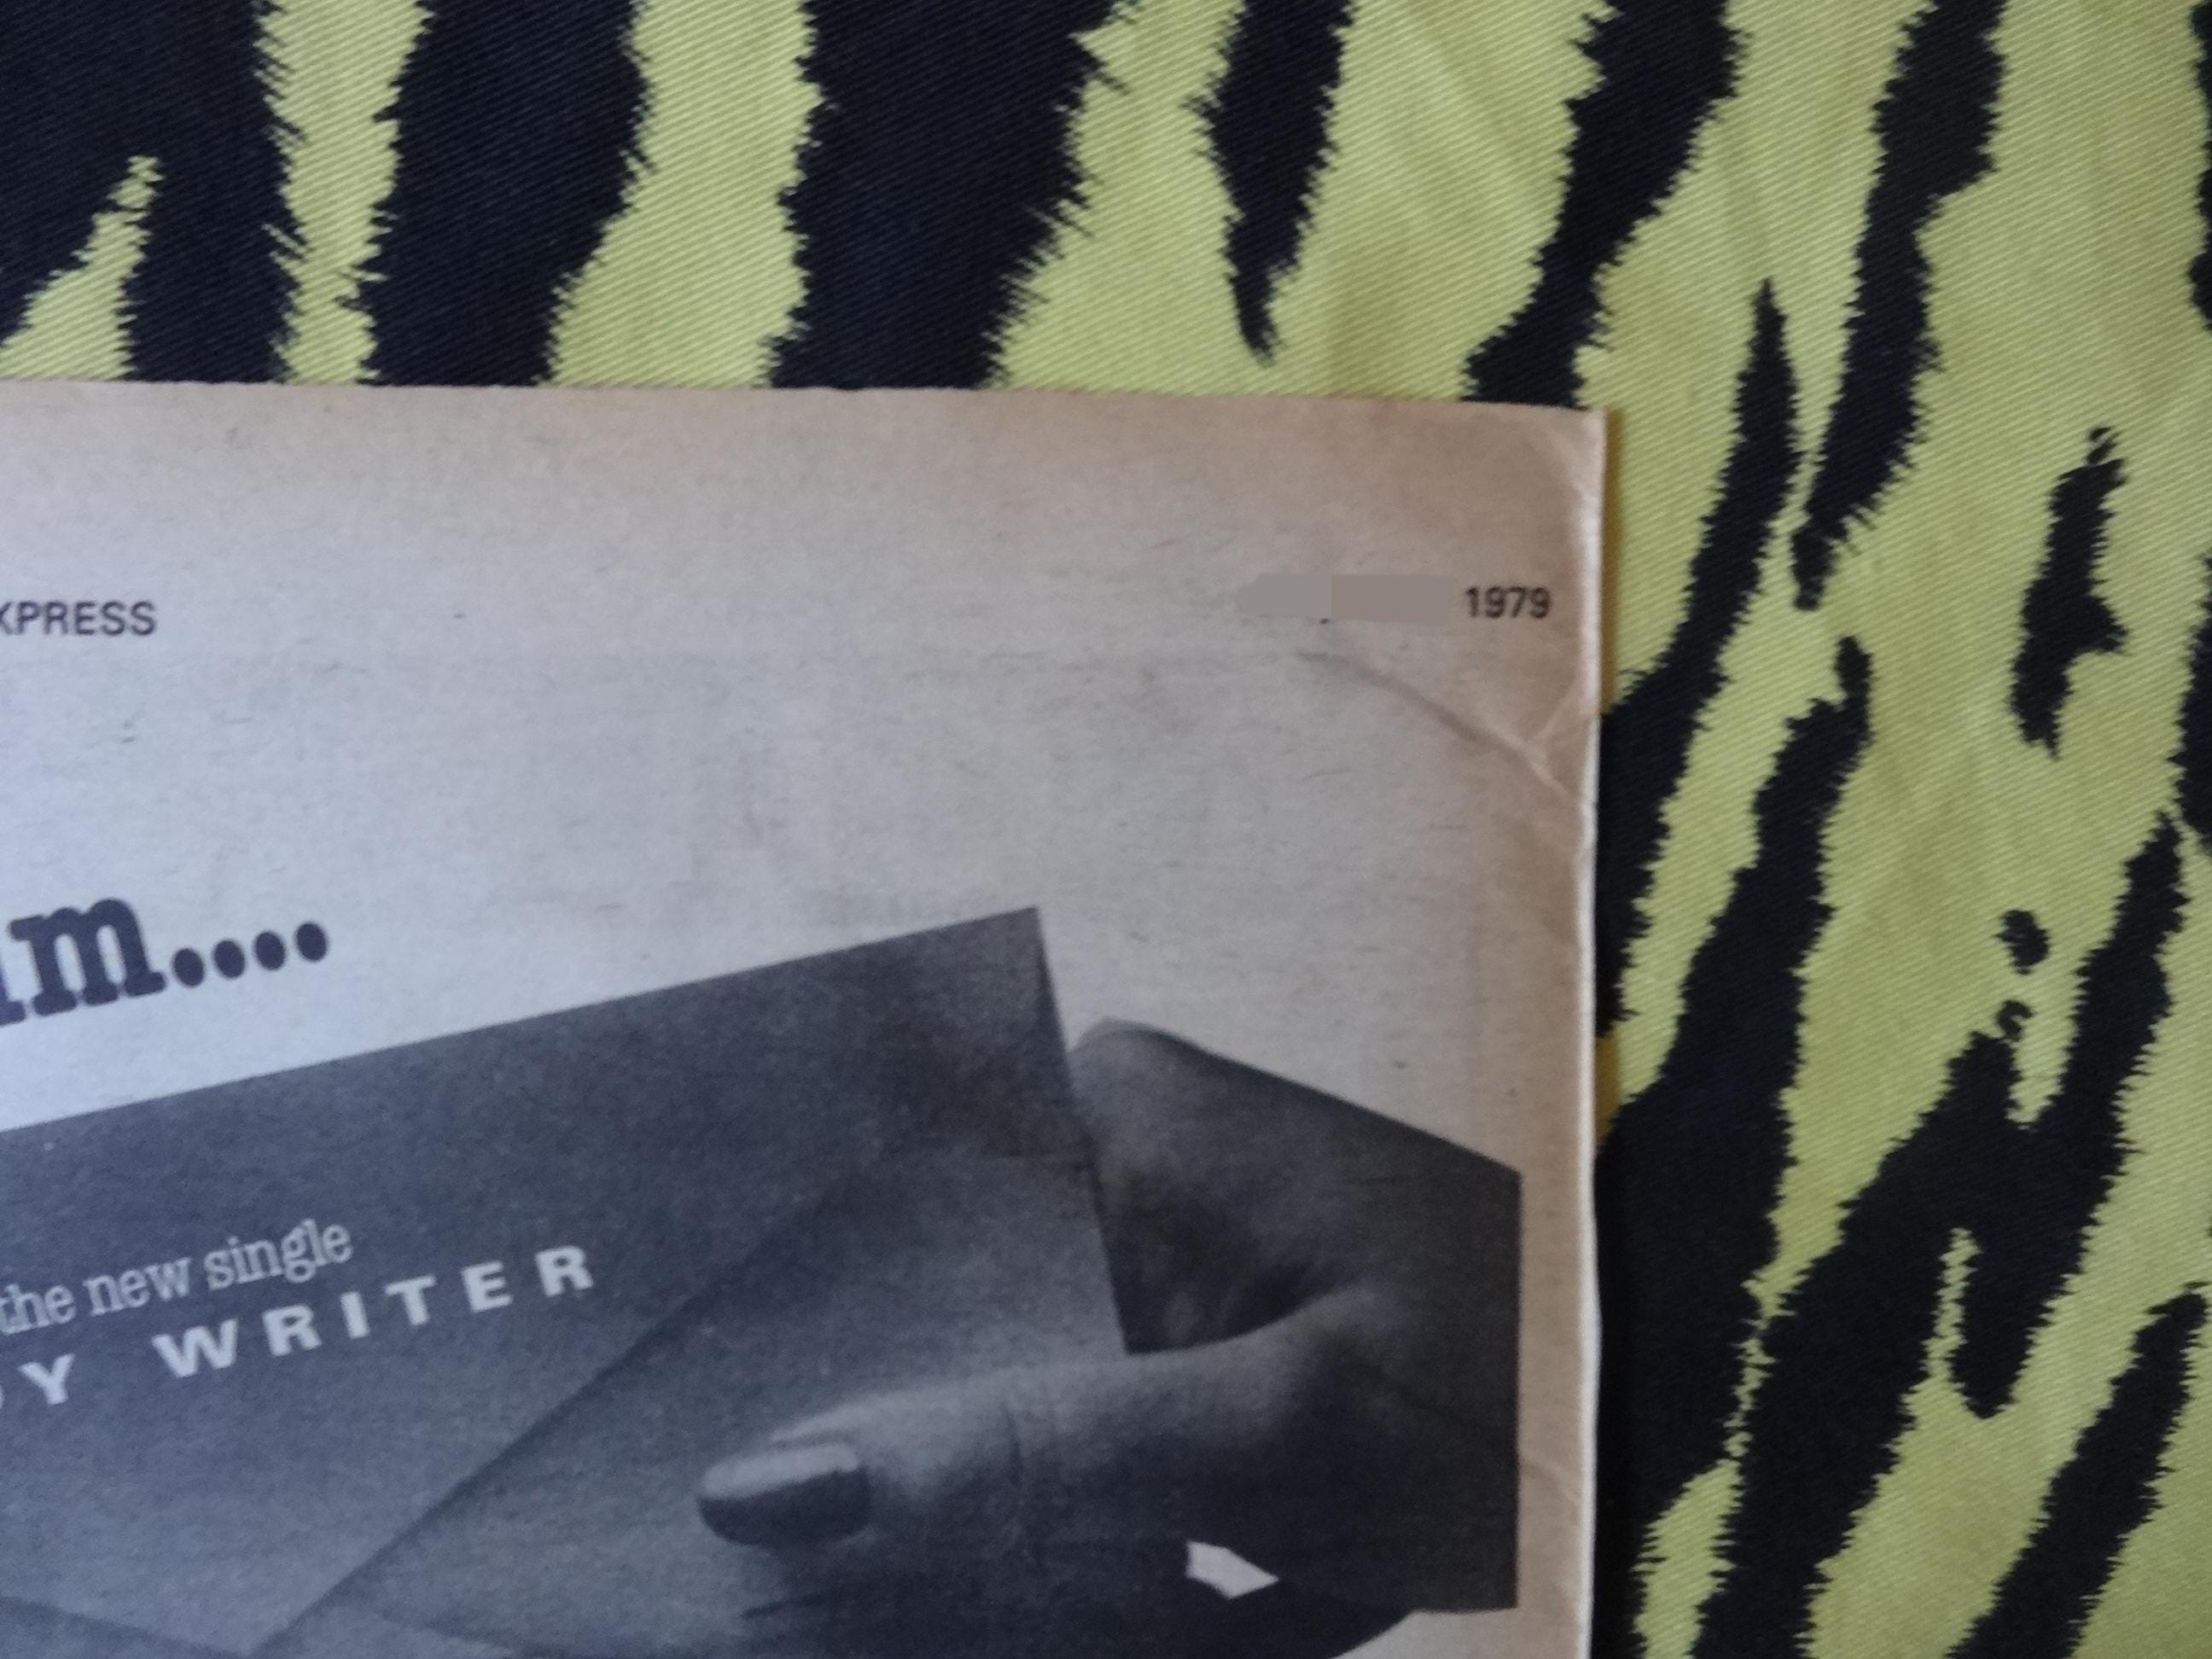 XPRESS
1979
m....
the new single
Y WRITER